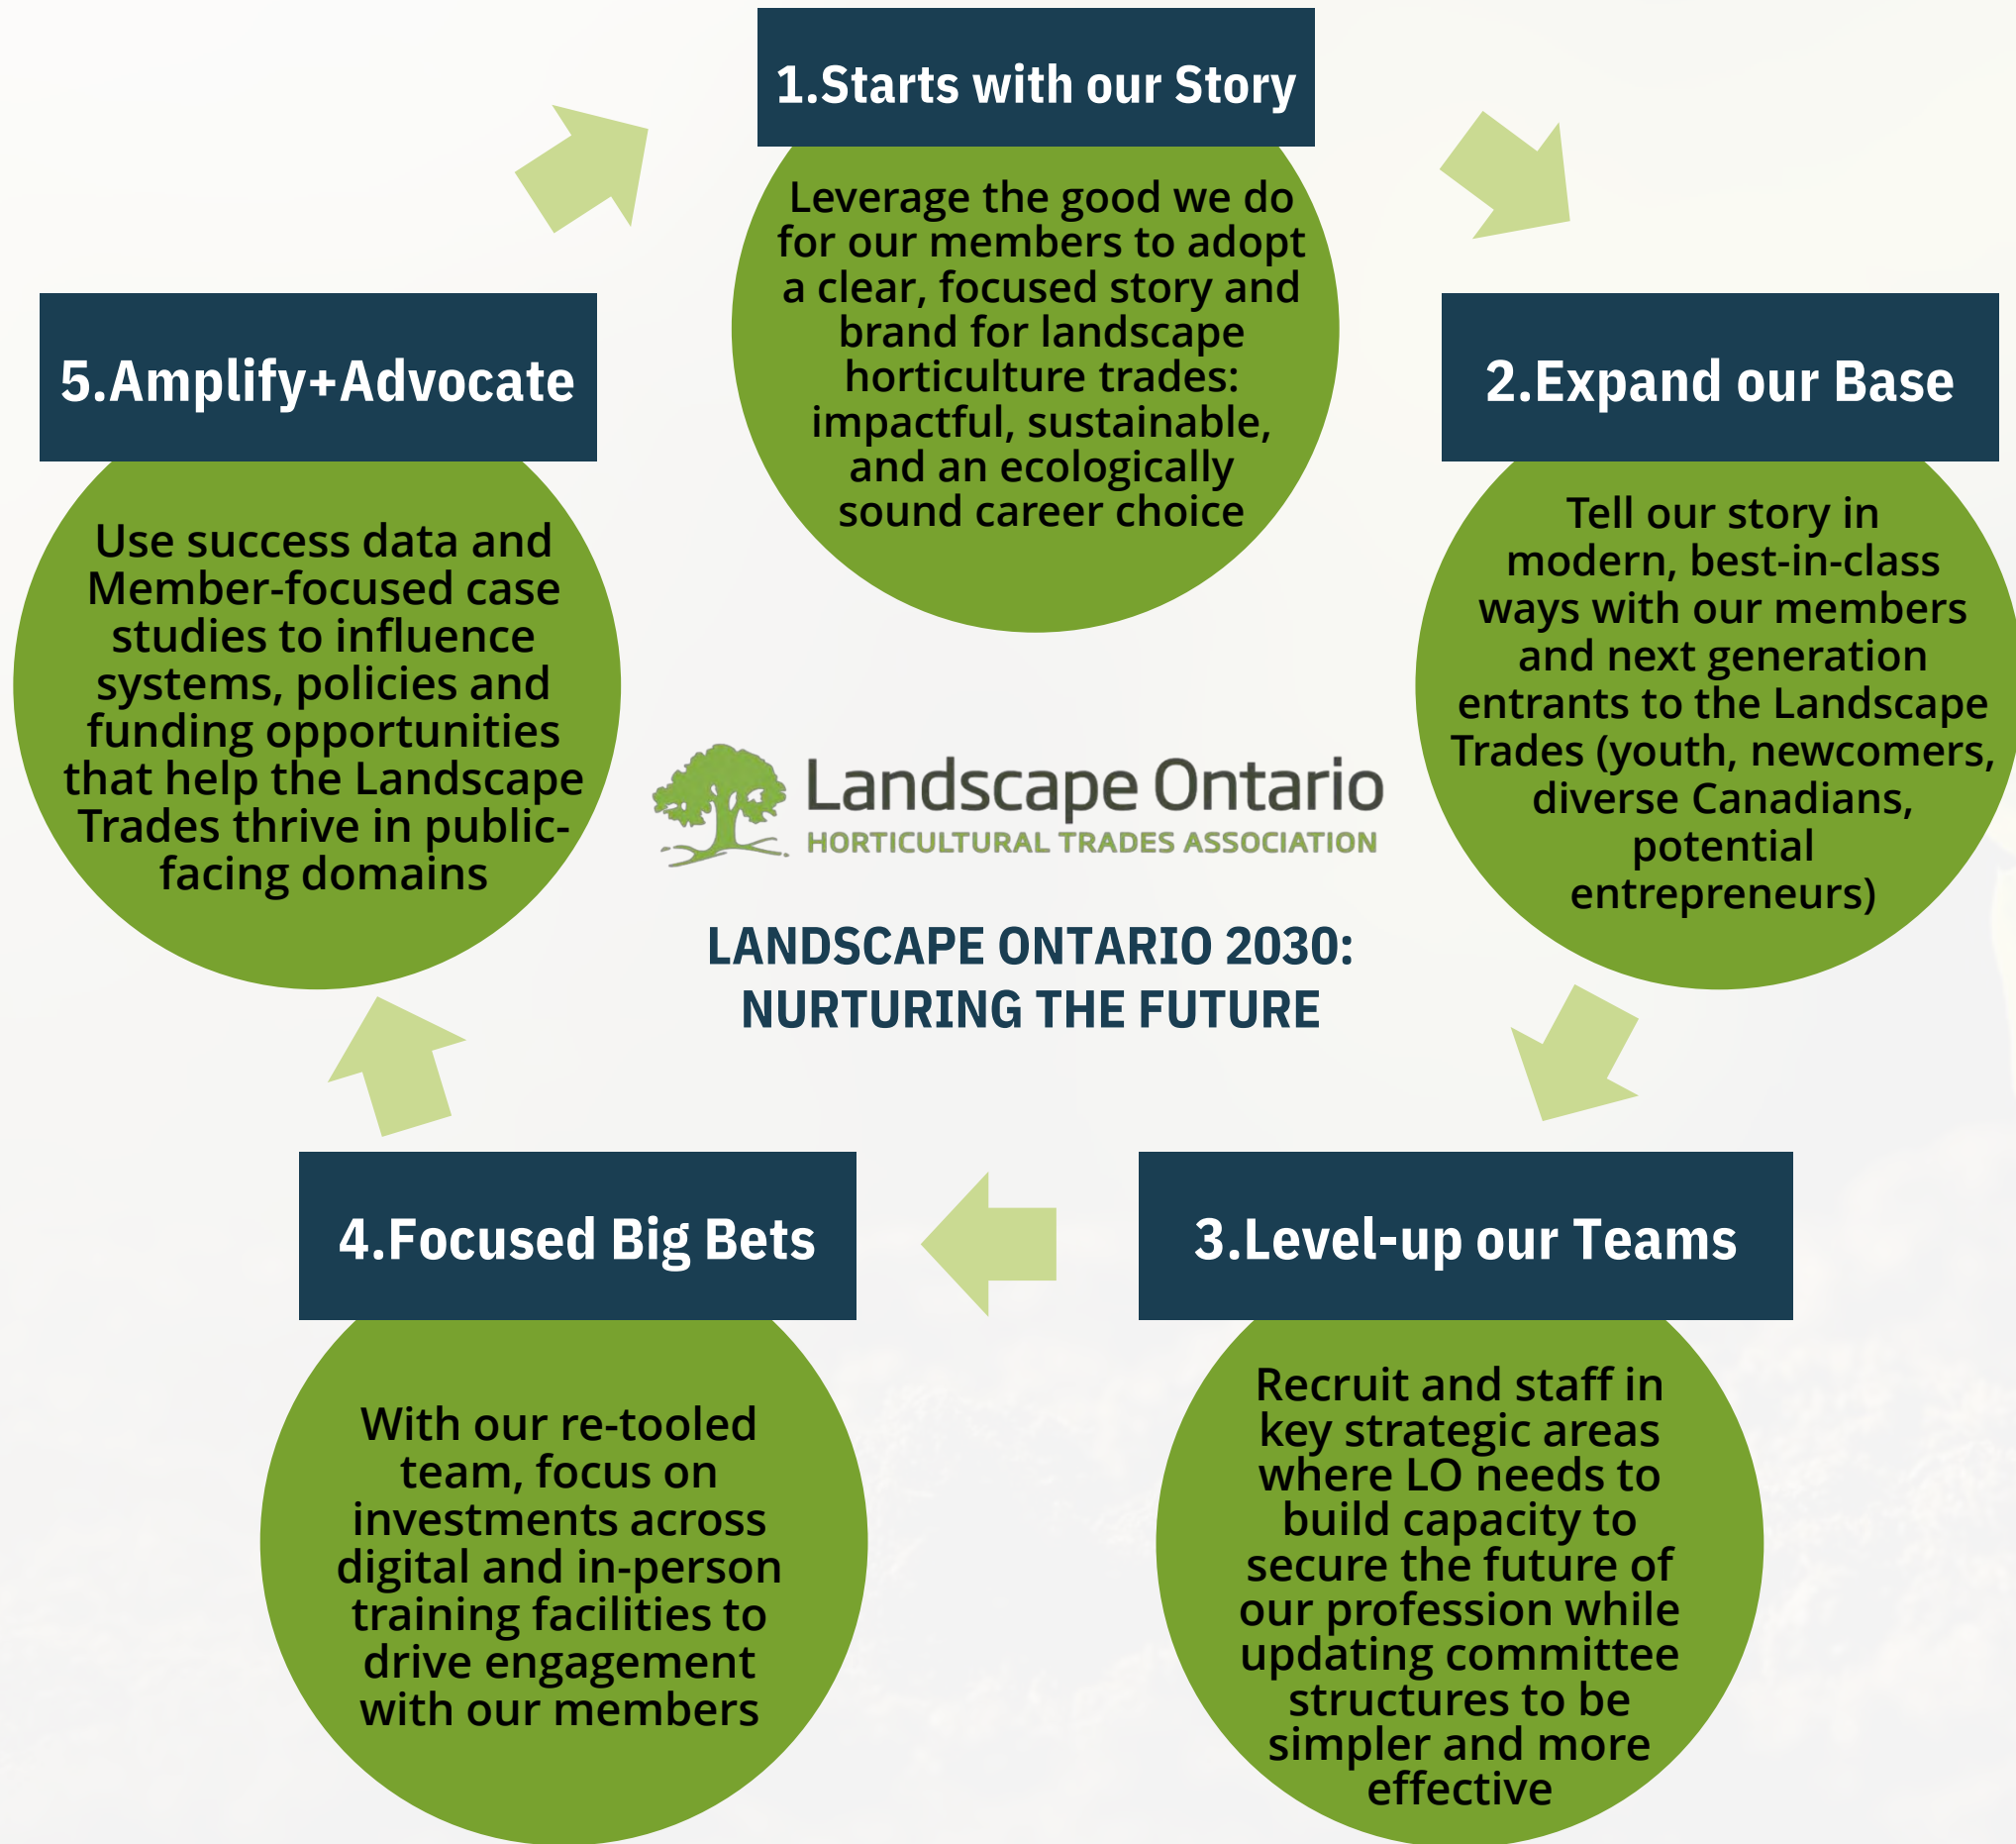 1.Starts with our Story
Leverage the good we do
for our members to adopt
a clear, focused story and
brand for landscape
horticulture trades:
impactful, sustainable,
and an ecologically
sound career choice
2.Expand our Base
Tell our story in
modern, best-in-class
ways with our members
and next generation
entrants to the Landscape
Trades (youth, newcomers,
diverse Canadians,
potential
entrepreneurs)
3.Level-up our Teams
Recruit and staff in
key strategic areas
where LO needs to
build capacity to
secure the future of
our profession while
updating committee
structures to be
simpler and more
effective
4.Focused Big Bets
With our re-tooled
team, focus on
investments across
digital and in-person
training facilities to
drive engagement
with our members
5.Amplify+Advocate
Use success data and
Member-focused case
studies to influence
systems, policies and
funding opportunities
that help the Landscape
Trades thrive in public-
facing domains
Landscape Ontario
HORTICULTURAL TRADES ASSOCIATION
LANDSCAPE ONTARIO 2030:
NURTURING THE FUTURE